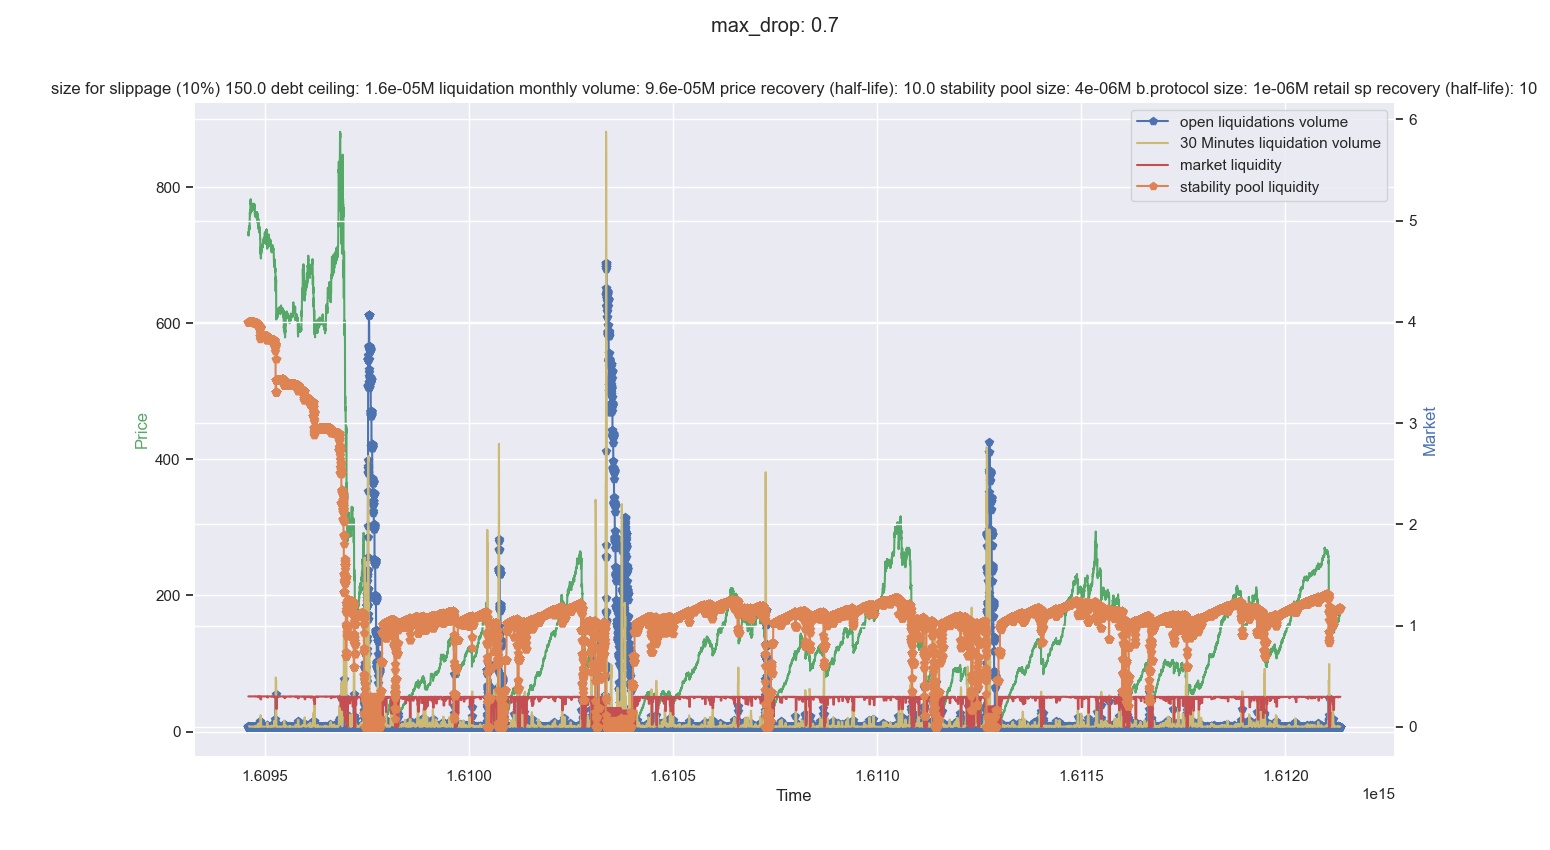 max_drop: 0.7
size for slippage (10%) 150.0 debt ceiling: 1.6e-05M liquidation monthly volume: 9.6e-05M price recovery (half-life): 10.0 stability pool size: 4e-06M b.protocol size: 1e-06M retail sp recovery (half-life): 10
open liquidations volume
30 Minutes liquidation volume
market liquidity
stability pool liquidity
Price
800
600
400
200
0
Market
6
5
4
3
2
1
0
1.6095 1.6100 1.6105 1.6110 1.6115 1.6120
Time
1e15